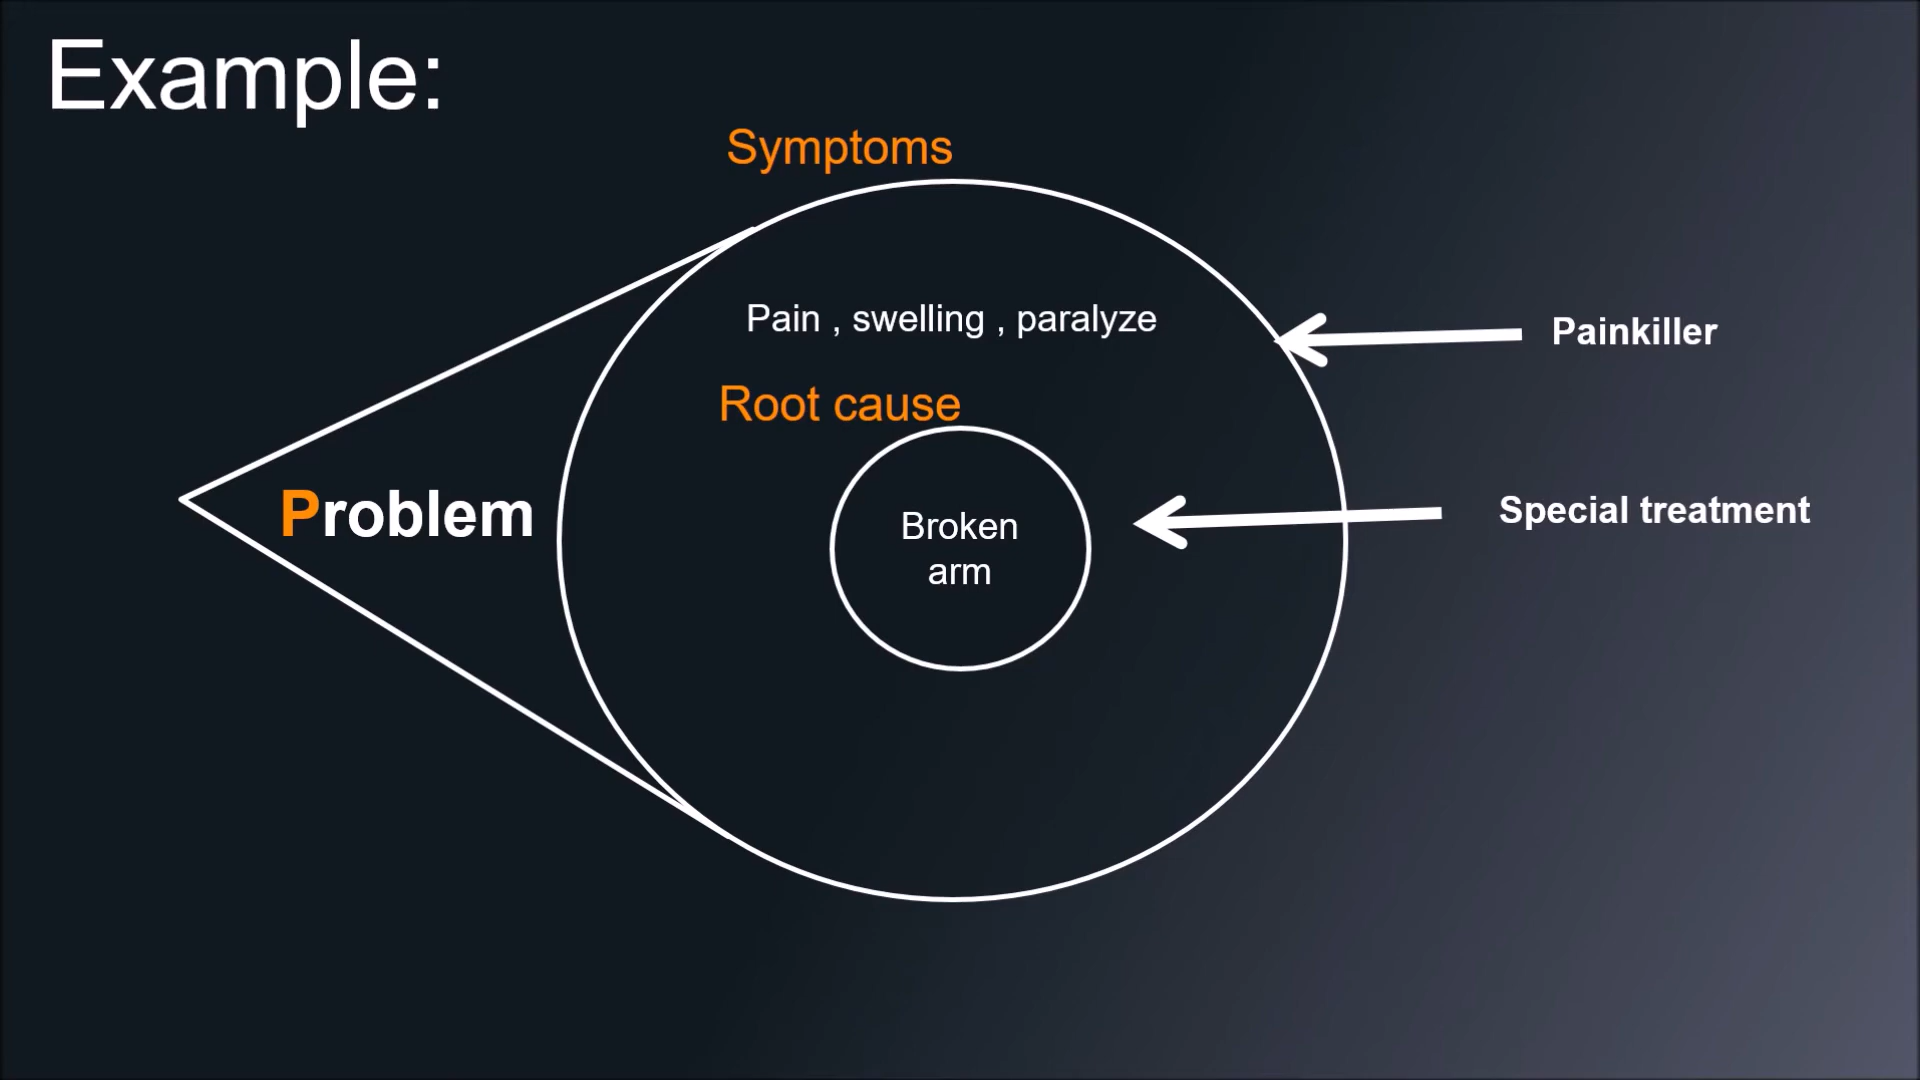 Example:
Symptoms
Pain , swelling , paralyze
Painkiller
Root cause
Problem
Broken
arm
Special treatment